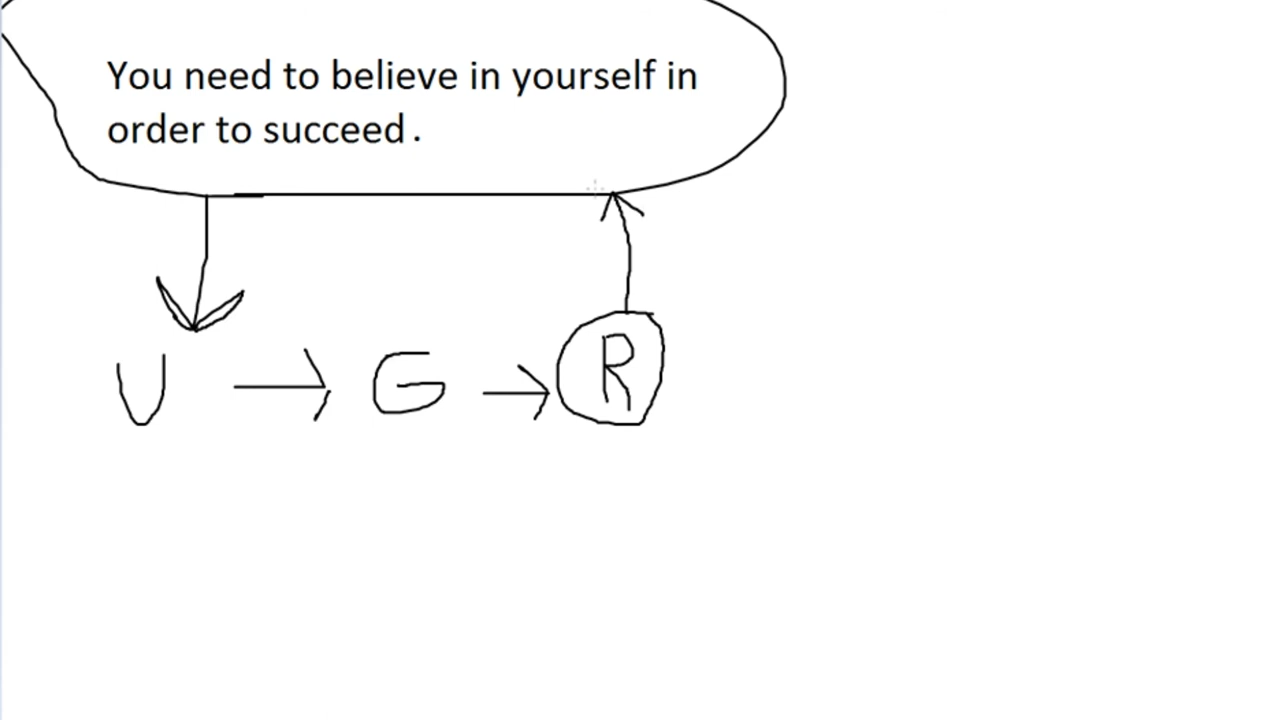 You need to believe in yourself in
order to succeed.
U → G → R